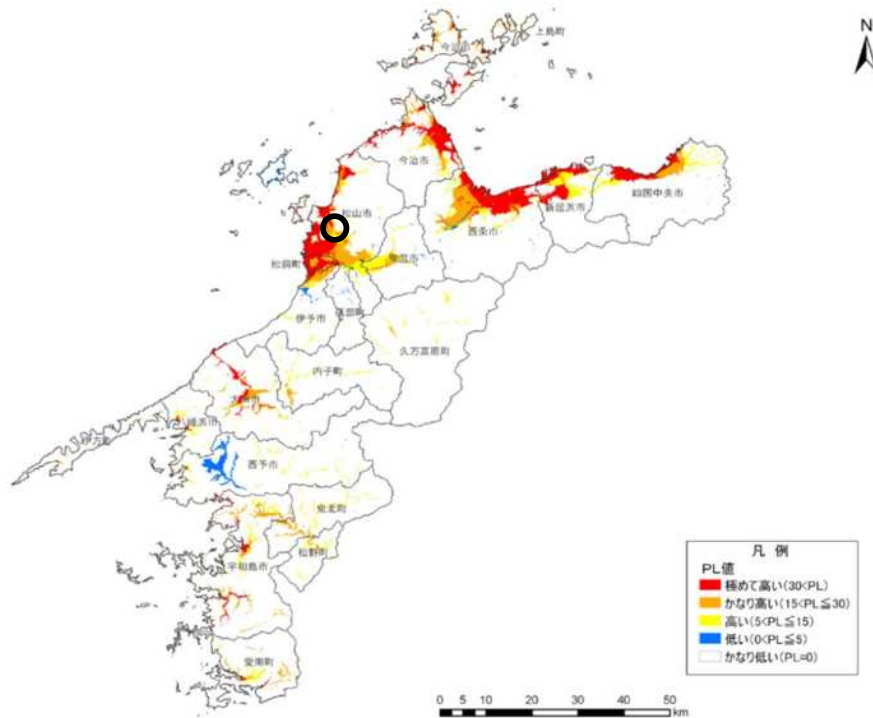 上島町
今治市
N
今治市
四国中央市
新居浜市
松山市
西条市
東温市
松前町
伊予市
砥部町
久万高原町
内子町
大洲市
八幡浜市
伊方町
西予市
鬼北町
松野町
宇和島市
愛南町
凡 例
PL値
極めて高い(30<PL)
かなり高い(15<PL≦30)
高い(5<PL≦15)
低い(0<PL≦5)
かなり低い(PL=0)
0 5 10 20 30 40 50
km